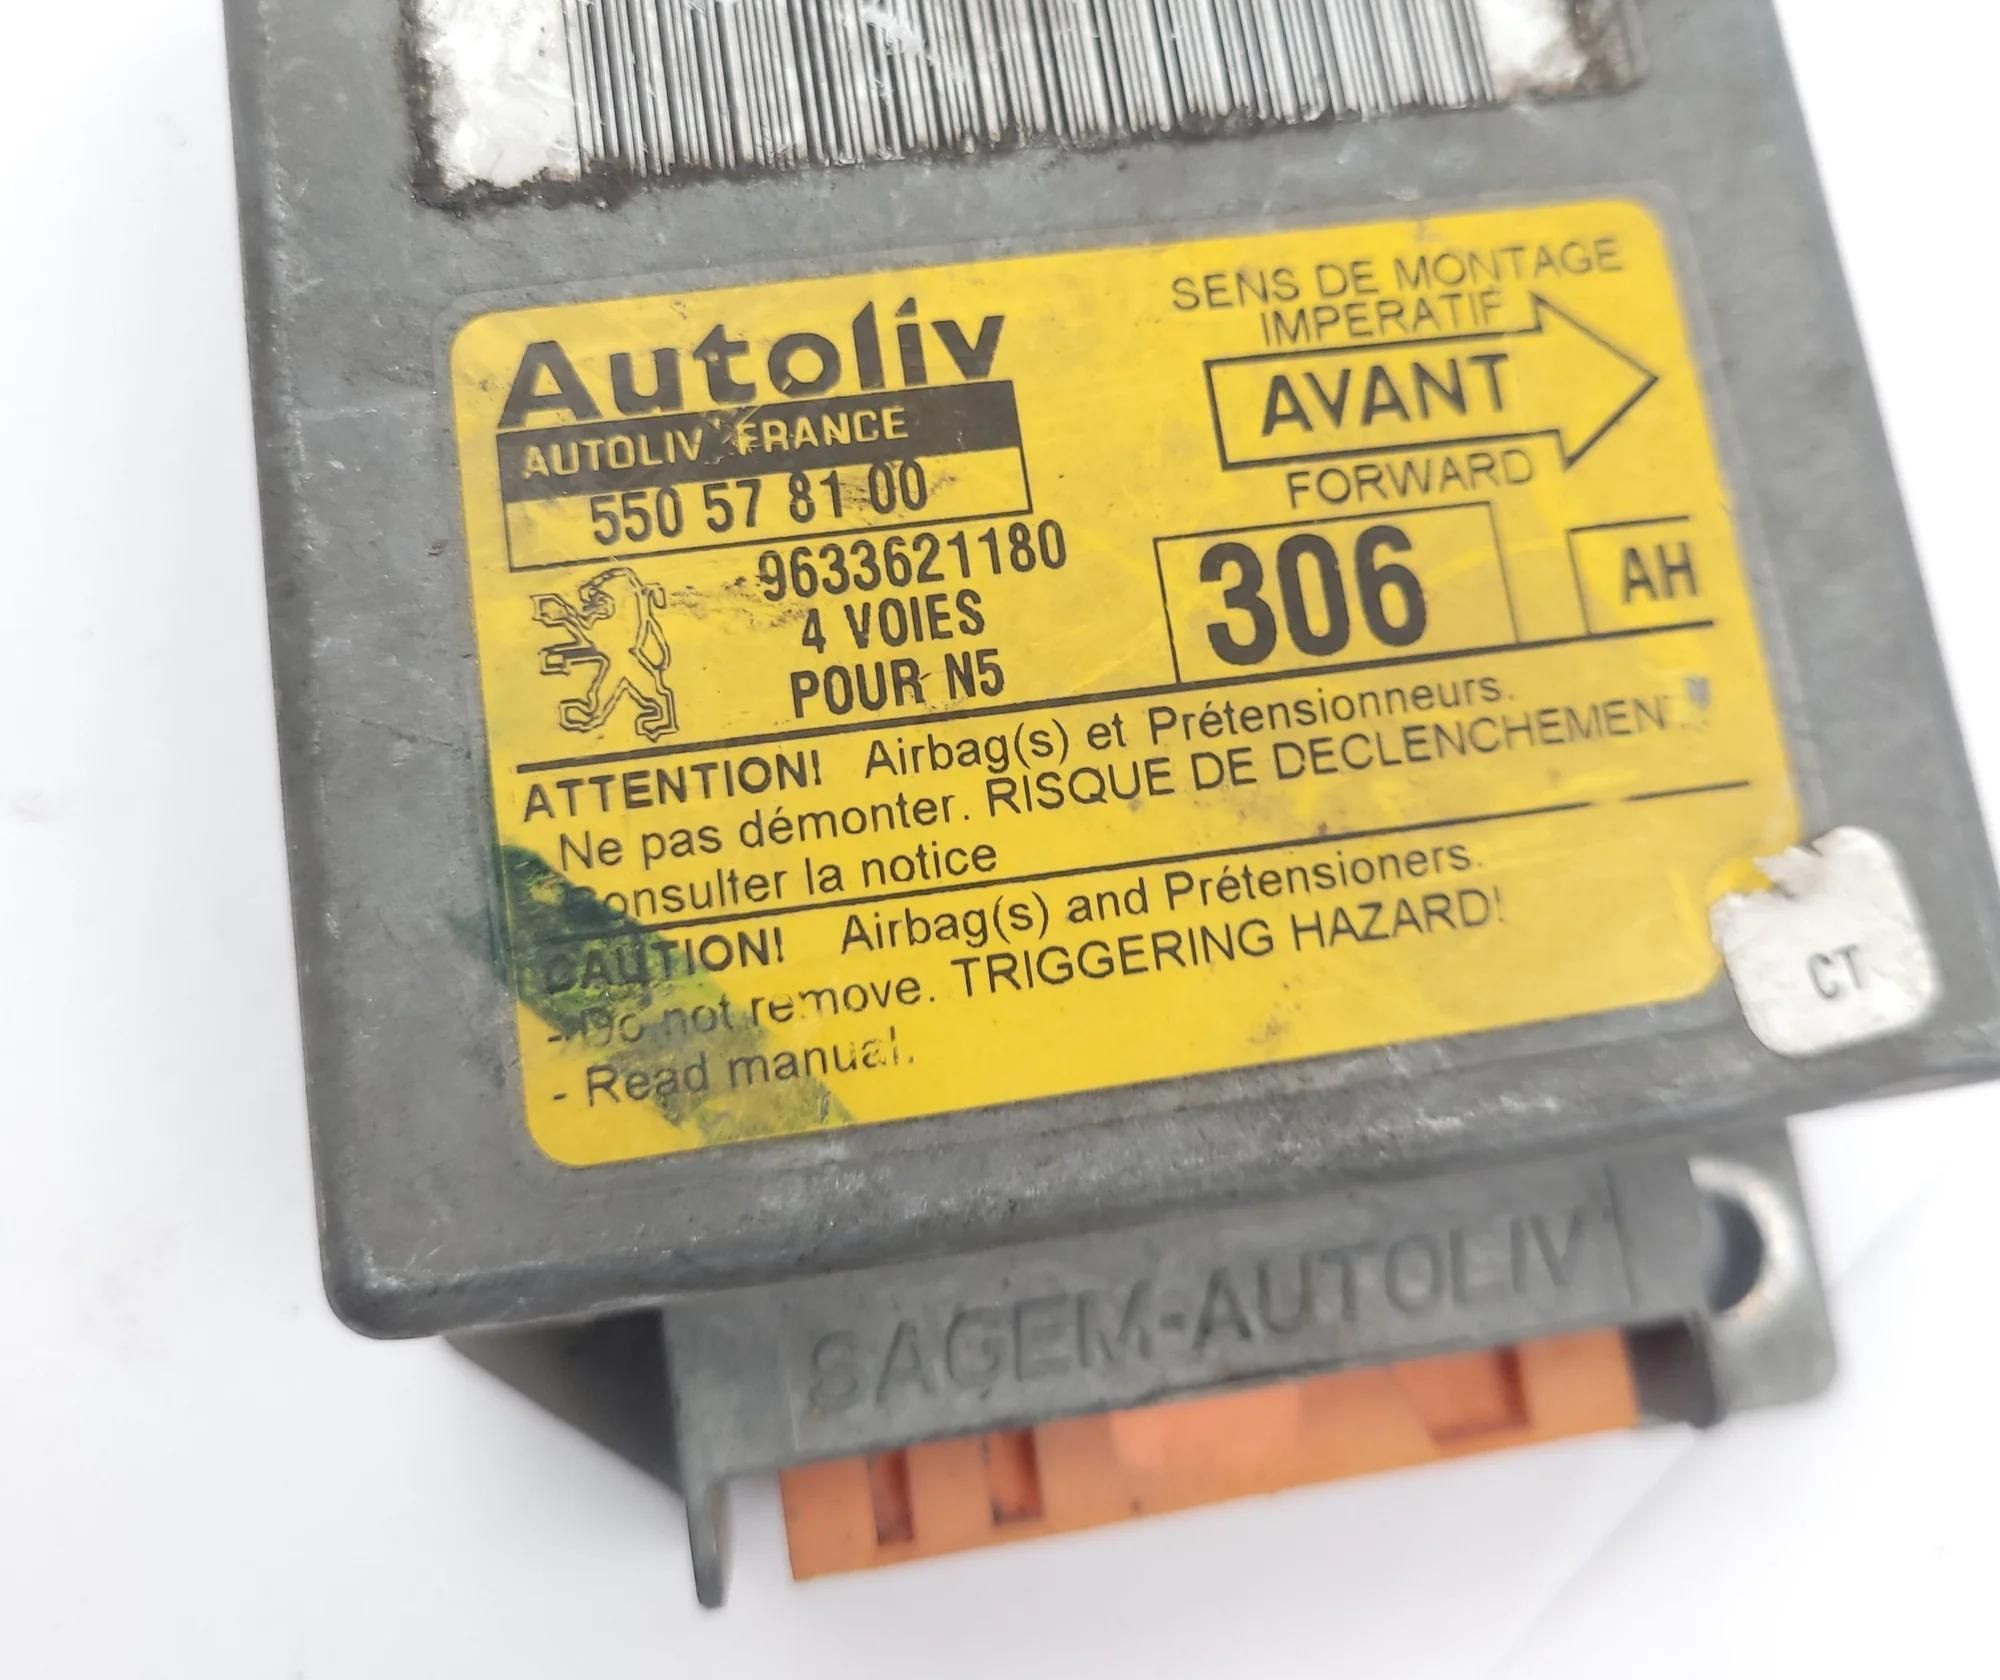 Autoliv
AUTOLIV FRANCE
550 57 81 00
9633621180
4 VOIES
POUR N5
SENS DE MONTAGE
IMPERATIF
AVANT
FORWARD
306
AH
ATTENTION! Airbag(s) et Prétensionneurs.
Ne pas démonter. RISQUE DE DECLENCHEMENT
Consulter la notice
CAUTION! Airbag(s) and Prétensioners.
- Do not remove. TRIGGERING HAZARD!
- Read manual.
CT
SAGEM-AUTOLIV